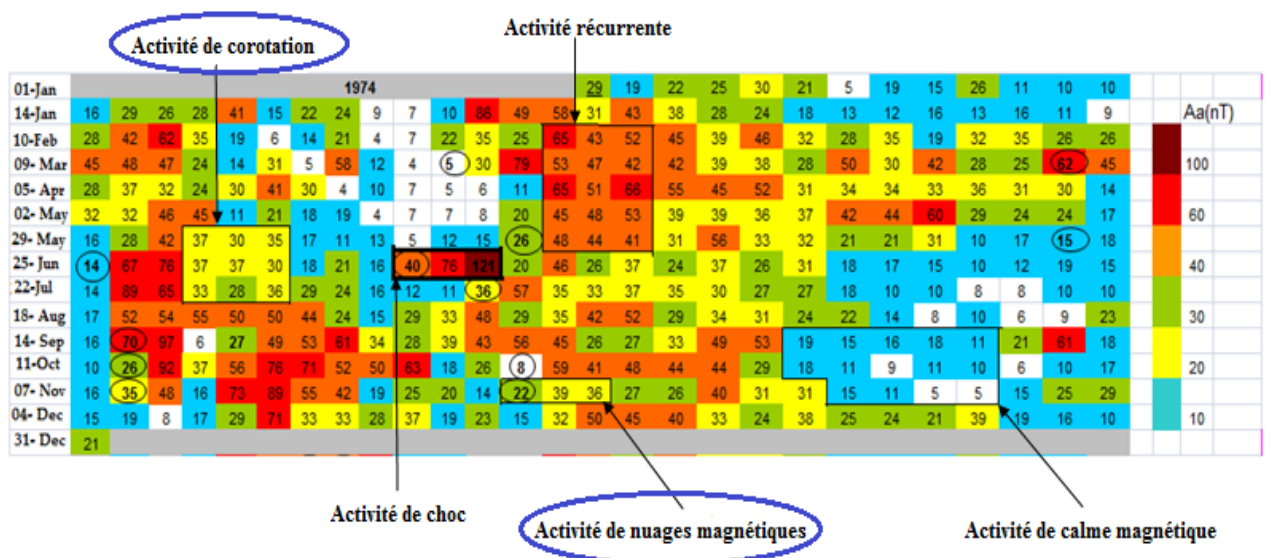 Activité récurrente
Activité de corotation
01-Jan 1974 29 19 22 25 30 21 5 19 15 26 11 10 10
14-Jan 16 29 26 28 41 15 22 24 9 7 10 86 49 58 31 43 38 28 24 18 13 12 16 13 16 11 9 Aa(nT)
10-Feb 28 42 62 35 19 6 14 21 4 7 22 35 25 65 43 52 45 39 46 32 28 35 19 32 35 26 26
09- Mar 45 48 47 24 14 31 5 58 12 4 5 30 79 53 47 42 42 39 38 28 50 30 42 28 25 62 45 100
05- Apr 28 37 32 24 30 41 30 4 10 7 5 6 11 65 51 66 55 45 52 31 34 34 33 36 31 30 14
02- May 32 32 46 45 11 21 18 19 4 7 7 8 20 45 48 53 39 39 36 37 42 44 60 29 24 24 17 60
29- May 16 28 42 37 30 35 17 11 13 5 12 15 26 48 44 41 31 56 33 32 21 21 31 10 17 15 18
25- Jun 14 67 76 37 37 30 18 21 16 40 76 121 20 46 26 37 24 37 26 31 18 17 15 10 12 19 15 40
22-Jul 14 89 65 33 28 36 29 24 16 12 11 36 57 35 33 37 35 30 27 27 18 10 10 8 8 10 10
18- Aug 17 52 54 55 50 50 44 24 15 29 33 48 29 35 42 52 29 34 31 24 22 14 8 10 6 9 23 30
14- Sep 16 70 97 6 27 49 53 61 34 28 39 43 56 45 26 27 33 49 53 19 15 16 18 11 21 61 18
11-Oct 10 26 92 37 56 76 71 52 50 63 18 26 8 59 41 48 44 44 29 18 11 9 11 10 6 10 17 20
07- Nov 16 35 48 16 73 89 55 42 19 25 20 14 22 39 36 27 26 40 31 31 15 11 5 5 15 25 29
04- Dec 15 19 8 17 29 71 33 33 28 37 19 23 15 32 50 45 40 33 24 38 25 24 21 39 19 16 10 10
31- Dec 21
Activité de choc
Activité de nuages magnétiques
Activité de calme magnétique